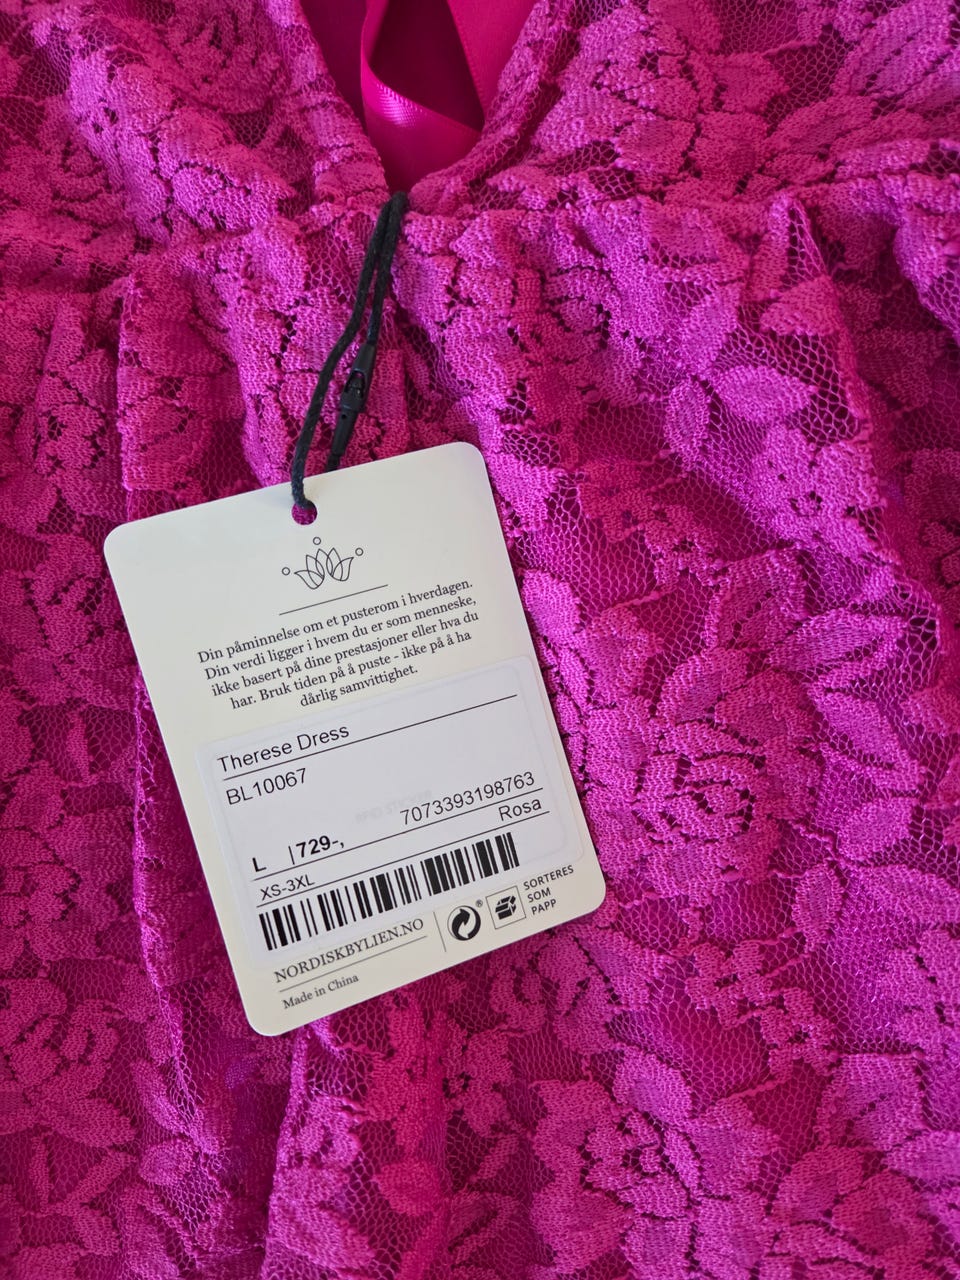 Din påminnelse om et pusterom i hverdagen.
Din verdi ligger i hvem du er som menneske,
ikke basert på dine prestasjoner eller hva du
har. Bruk tiden på å puste - ikke på å ha
dårlig samvittighet.
Therese Dress
BL10067
7073393198763
L |729-, Rosa
XS-3XL
NORDISKBYLIEN.NO
Made in China
®
SORTERES
SOM
PAPP